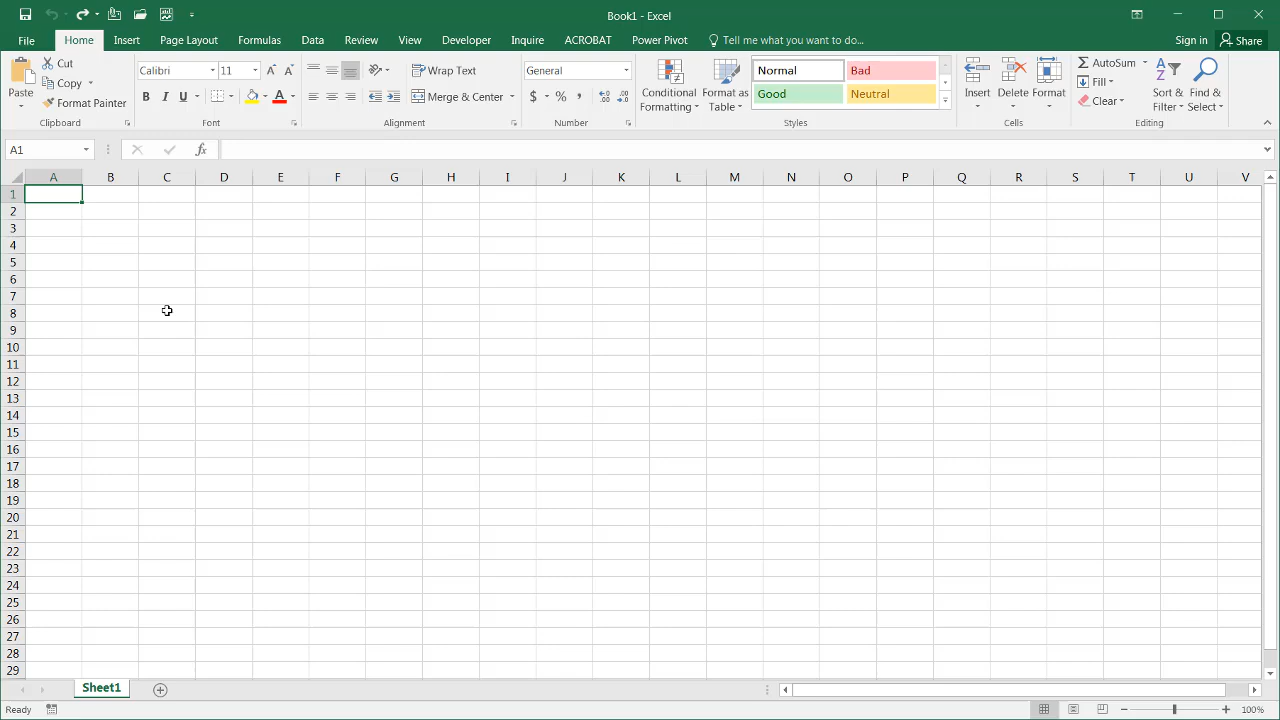 Book1 - Excel
File Home Insert Page Layout Formulas Data Review View Developer Inquire ACROBAT Power Pivot Tell me what you want to do... Sign in Share
Paste
Cut
Copy
Format Painter
Clipboard
Calibri 11 A A
B I U A
Font
Wrap Text
Merge & Center
Alignment
General
$ % ,
Number
Conditional Formatting
Format as Table
Normal Bad
Good Neutral
Styles
Insert Delete Format
Cells
AutoSum
Fill
Clear
Sort & Filter
Find & Select
Editing
A1 fx
A B C D E F G H I J K L M N O P Q R S T U V
1
2
3
4
5
6
7
8
9
10
11
12
13
14
15
16
17
18
19
20
21
22
23
24
25
26
27
28
29
Sheet1
Ready 100%